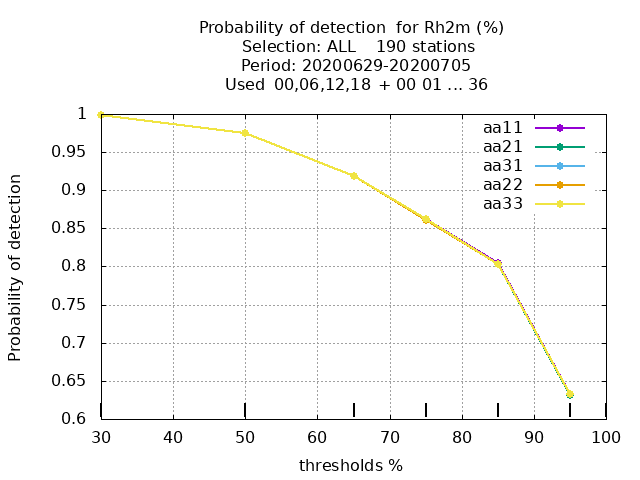 Probability of detection  for Rh2m (%)
Selection: ALL    190 stations
Period: 20200629-20200705
Used  00,06,12,18 + 00 01 ... 36
Probability of detection
1
0.95
0.9
0.85
0.8
0.75
0.7
0.65
0.6
aa11
aa21
aa31
aa22
aa33
30 40 50 60 70 80 90 100
thresholds %